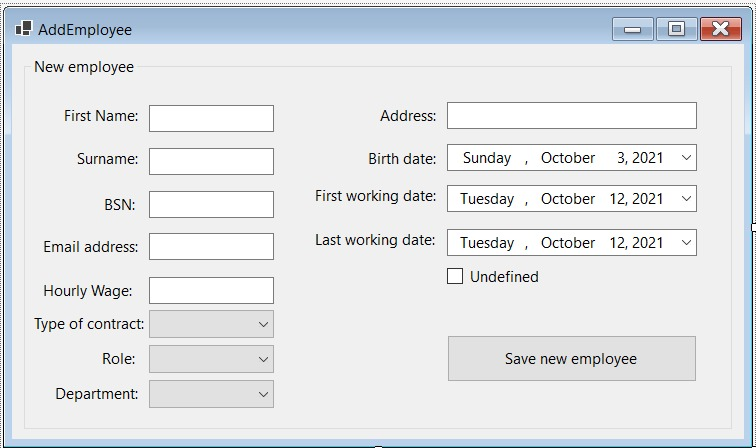 AddEmployee
New employee
First Name:
Surname:
BSN:
Email address:
Hourly Wage:
Type of contract:
Role:
Department:
Address:
Birth date: Sunday , October 3, 2021
First working date: Tuesday , October 12, 2021
Last working date: Tuesday , October 12, 2021
Undefined
Save new employee